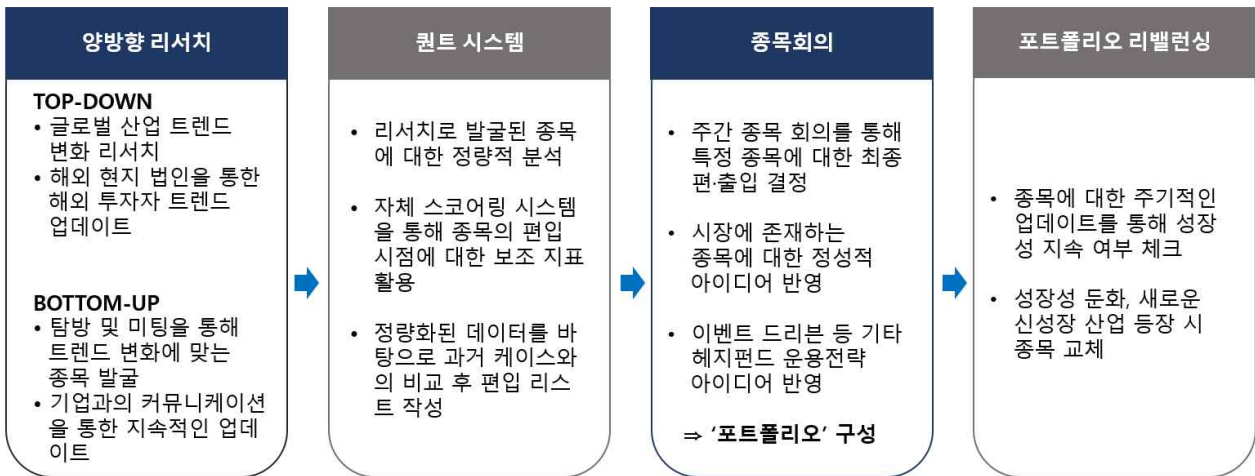 양방향 리서치
TOP-DOWN
• 글로벌 산업 트렌드
변화 리서치
• 해외 현지 법인을 통한
해외 투자자 트렌드
업데이트
BOTTOM-UP
• 탐방 및 미팅을 통해
트렌드 변화에 맞는
종목 발굴
• 기업과의 커뮤니케이션
을 통한 지속적인 업데
이트
퀀트 시스템
• 리서치로 발굴된 종목
에 대한 정량적 분석
• 자체 스코어링 시스템
을 통해 종목의 편입
시점에 대한 보조 지표
활용
• 정량화된 데이터를 바
탕으로 과거 케이스와
의 비교 후 편입 리스
트 작성
종목회의
• 주간 종목 회의를 통해
특정 종목에 대한 최종
편·출입 결정
• 시장에 존재하는
종목에 대한 정성적
아이디어 반영
• 이벤트 드리븐 등 기타
헤지펀드 운용전략
아이디어 반영
⇒ ‘포트폴리오’ 구성
포트폴리오 리밸런싱
• 종목에 대한 주기적인
업데이트를 통해 성장
성 지속 여부 체크
• 성장성 둔화, 새로운
신성장 산업 등장 시
종목 교체